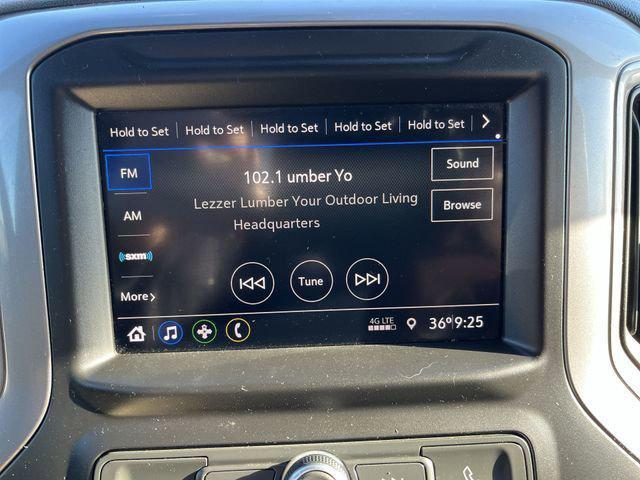 Hold to Set Hold to Set Hold to Set Hold to Set Hold to Set
FM
102.1 umber Yo
Sound
Lezzer Lumber Your Outdoor Living
Headquarters
AM
Browse
sxm
Tune
More
4G LTE
36° 9:25